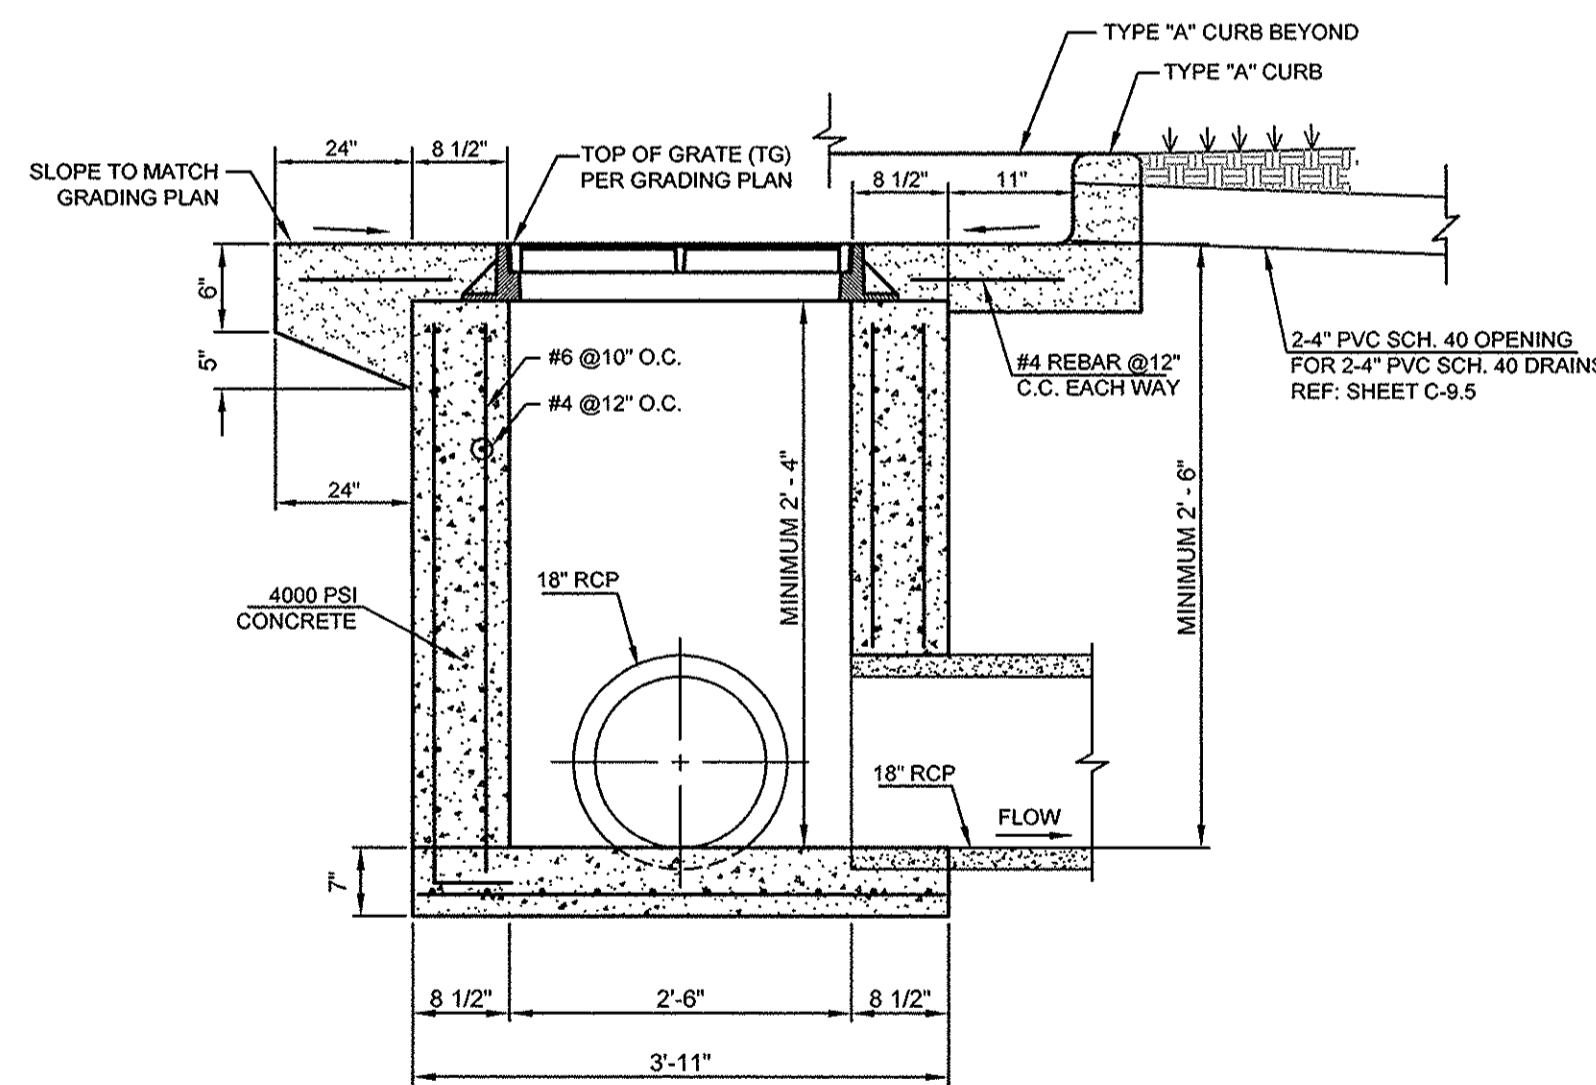 TYPE "A" CURB BEYOND
TYPE "A" CURB
24"
8 1/2"
TOP OF GRATE (TG)
PER GRADING PLAN
SLOPE TO MATCH
GRADING PLAN
8 1/2"
11"
6"
5"
#6 @10" O.C.
#4 @12" O.C.
#4 REBAR @12"
C.C. EACH WAY
2-4" PVC SCH. 40 OPENING
FOR 2-4" PVC SCH. 40 DRAINS
REF: SHEET C-9.5
24"
MINIMUM 2' - 4"
MINIMUM 2' - 6"
18" RCP
4000 PSI
CONCRETE
18" RCP
FLOW
7"
8 1/2"
2'-6"
8 1/2"
3'-11"